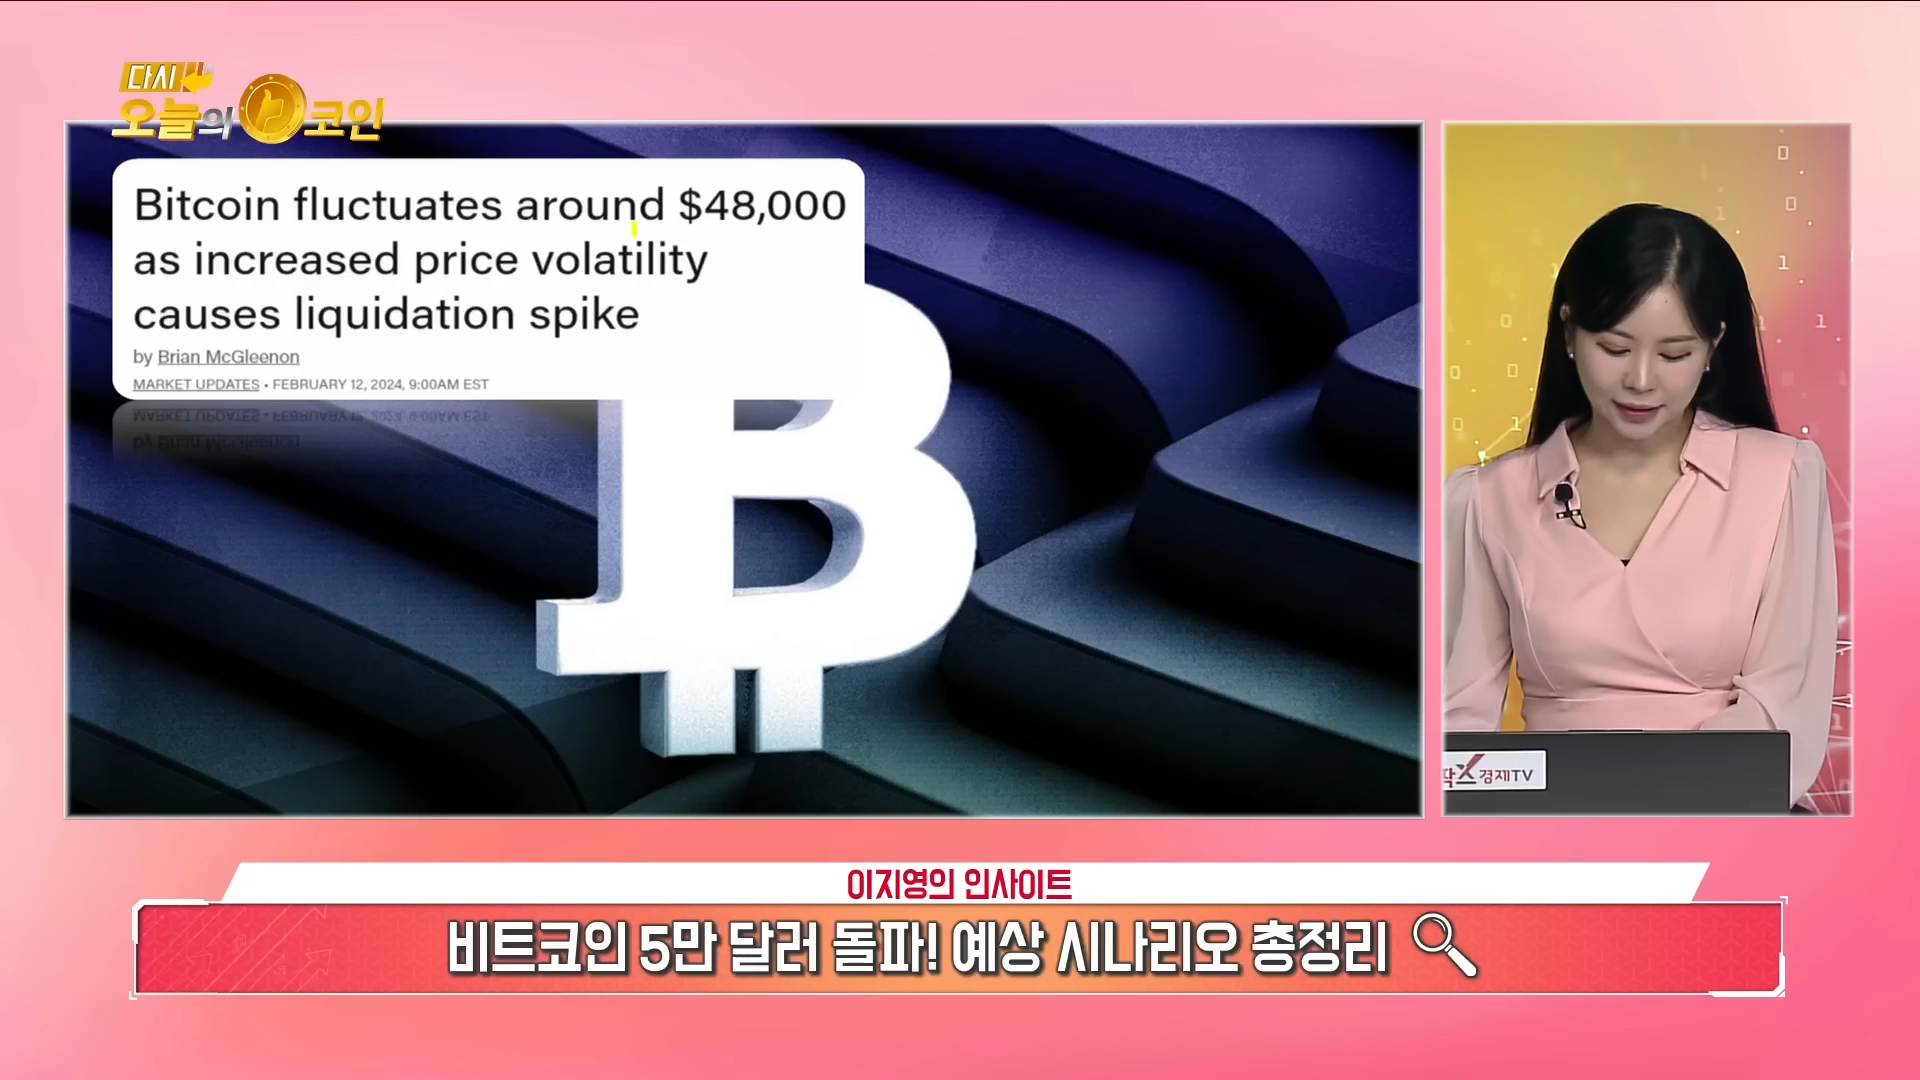 다시
오늘의 코인
Bitcoin fluctuates around $48,000
as increased price volatility
causes liquidation spike
by Brian McGleenon
MARKET UPDATES • FEBRUARY 12, 2024, 9:00AM EST
경제TV
이지영의 인사이트
비트코인 5만 달러 돌파! 예상 시나리오 총정리